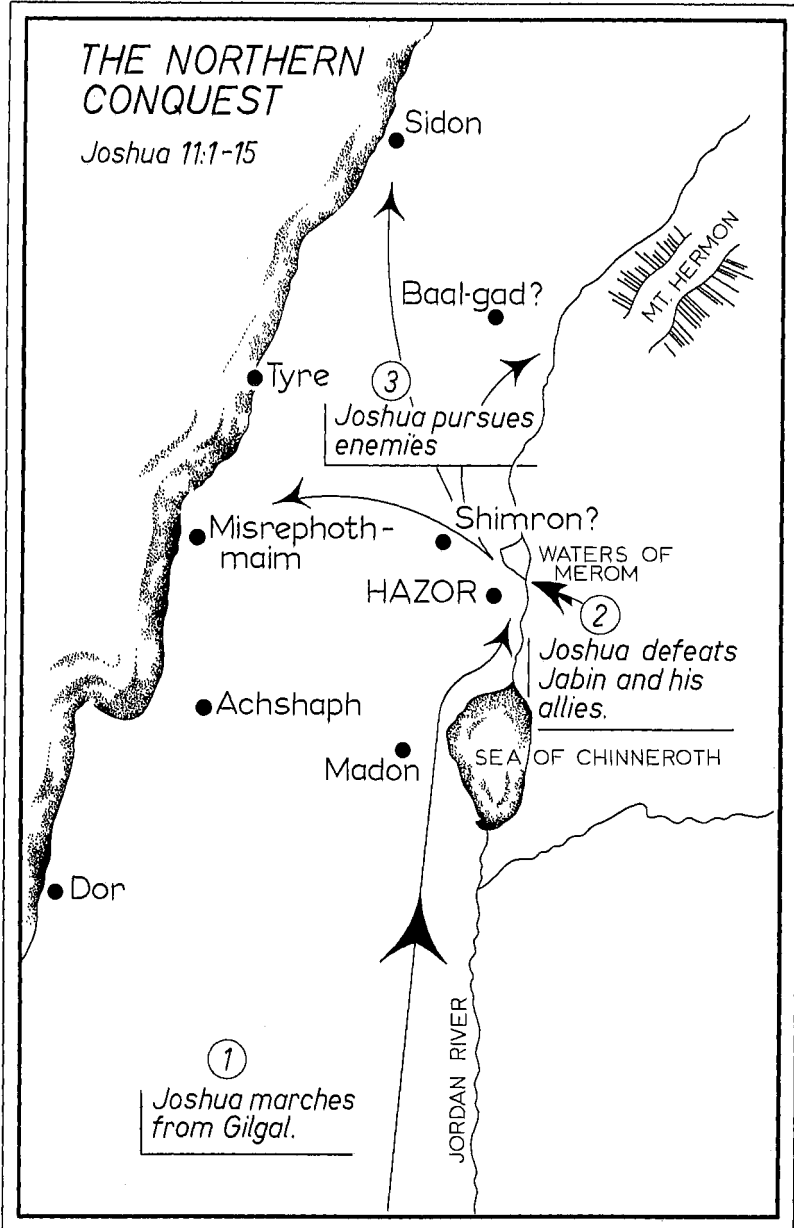 THE NORTHERN
CONQUEST
Joshua 11:1-15
Sidon
MT. HERMON
Baal-gad?
Tyre
3
Joshua pursues
enemies
Misrephoth-
maim
Shimron?
WATERS OF
MEROM
HAZOR
2
Joshua defeats
Jabin and his
allies.
Achshaph
Madon
SEA OF CHINNEROTH
Dor
JORDAN RIVER
1
Joshua marches
from Gilgal.